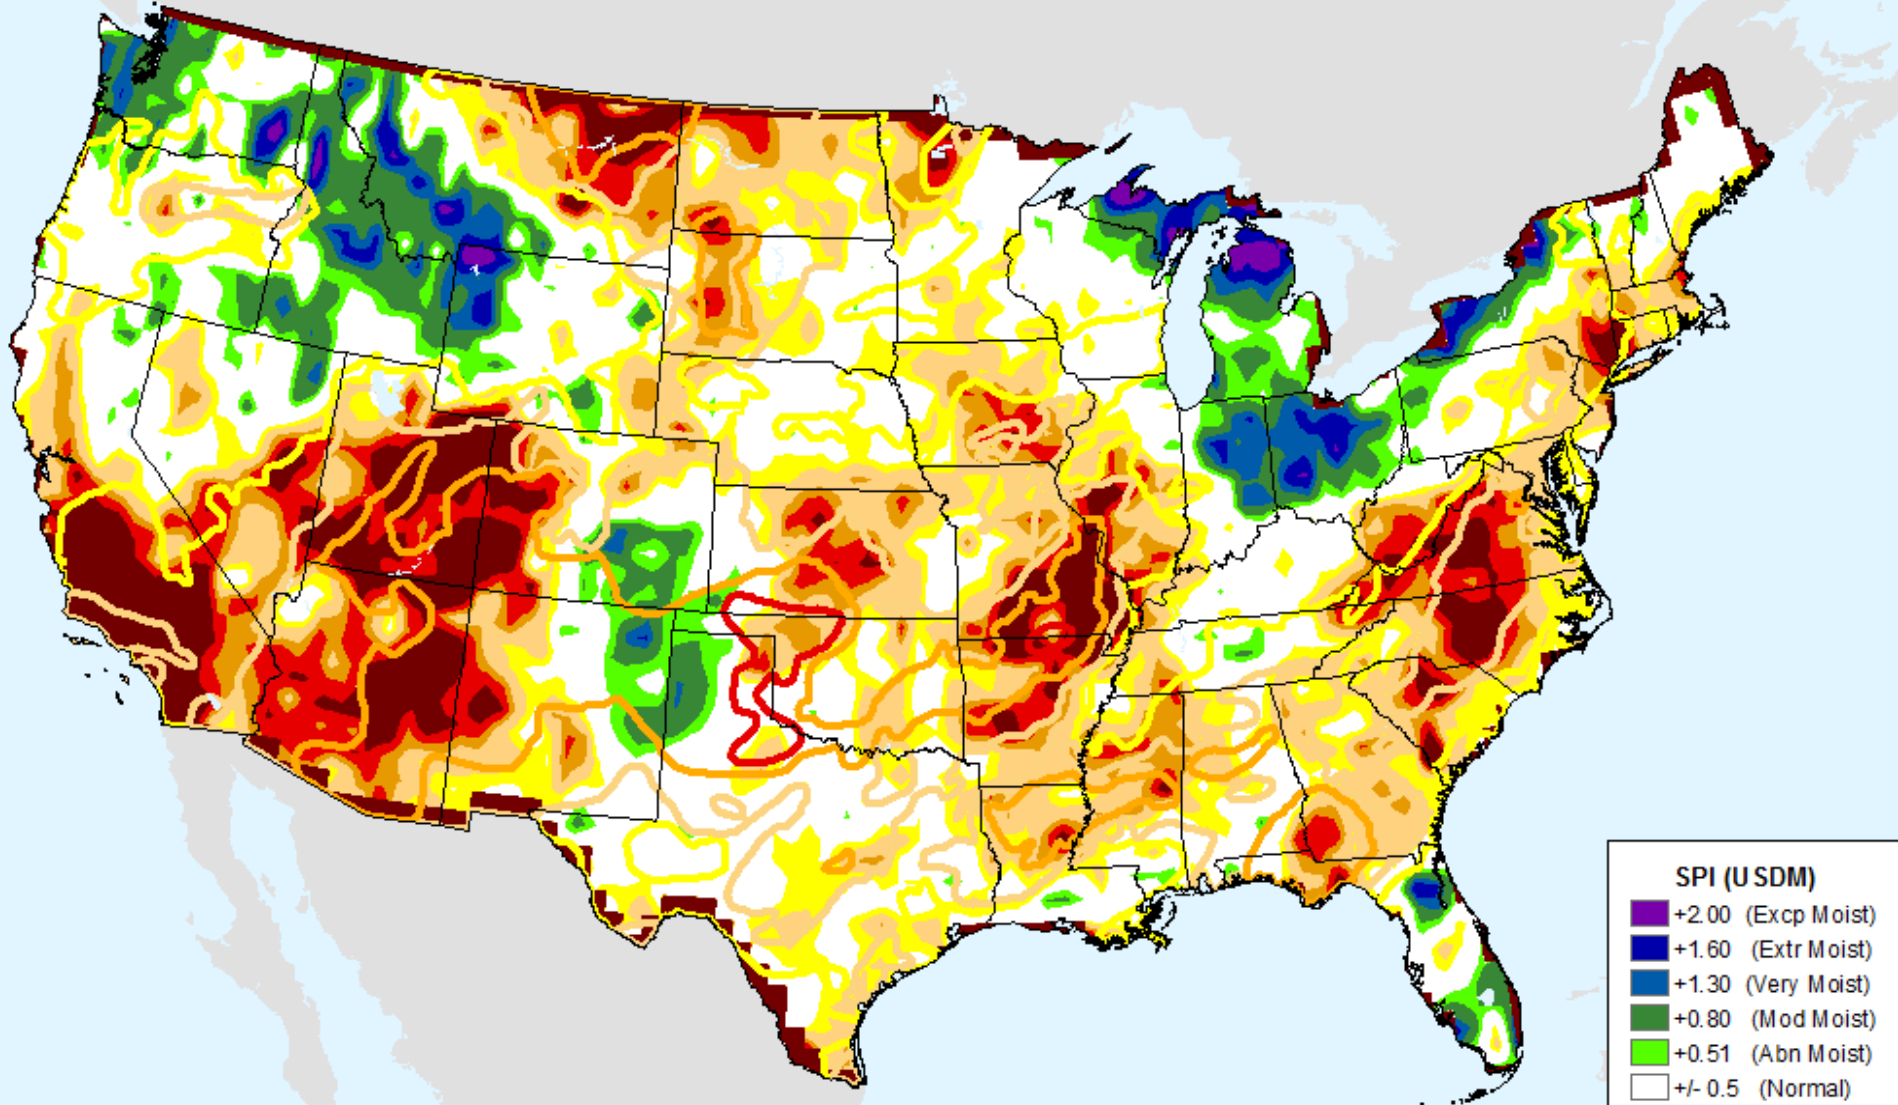 SPI (USDM)
+2.00 (Excp Moist)
+1.60 (Extr Moist)
+1.30 (Very Moist)
+0.80 (Mod Moist)
+0.51 (Abn Moist)
+/- 0.5 (Normal)